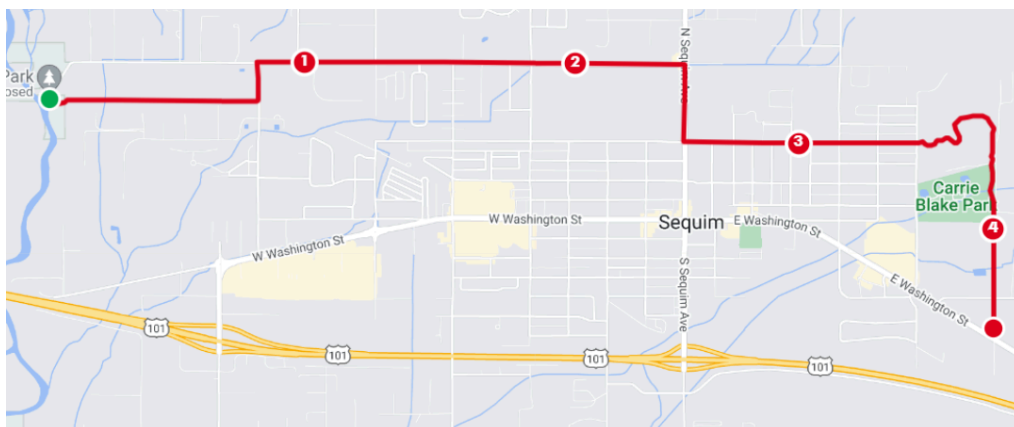 N Sequim Ave
1
2
Park
osed
3
Carrie
Blake Park
W Washington St
Sequim
E Washington St
4
W Washington St
S Sequim Ave
E Washington St
101
101
101
101